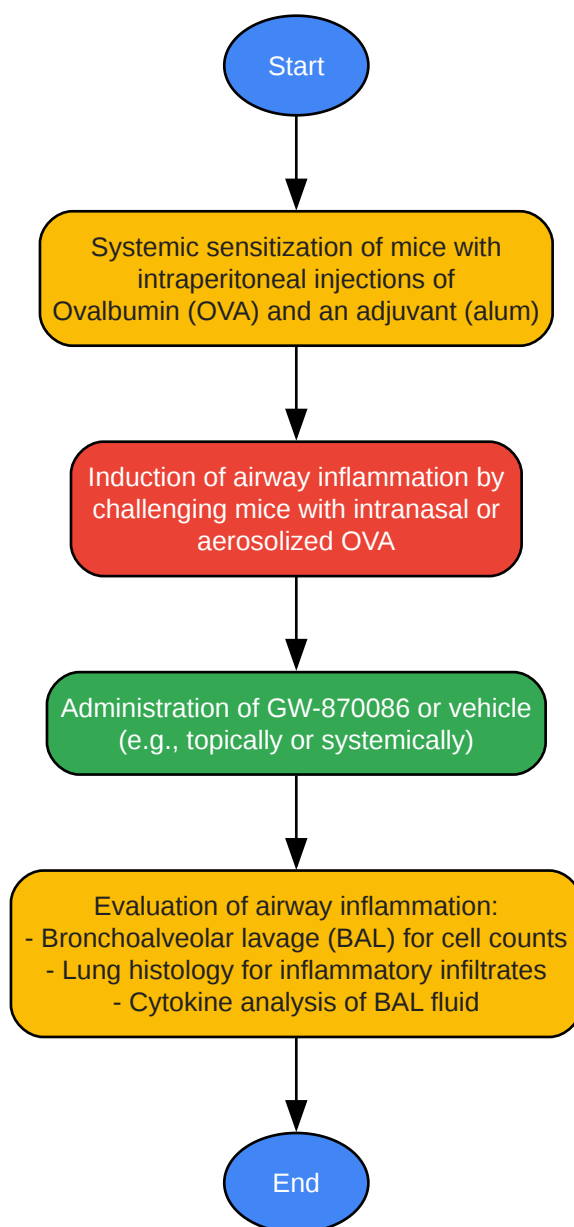 Start
Systemic sensitization of mice with
intraperitoneal injections of
Ovalbumin (OVA) and an adjuvant (alum)
Induction of airway inflammation by
challenging mice with intranasal or
aerosolized OVA
Administration of GW-870086 or vehicle
(e.g., topically or systemically)
Evaluation of airway inflammation:
- Bronchoalveolar lavage (BAL) for cell counts
- Lung histology for inflammatory infiltrates
- Cytokine analysis of BAL fluid
End